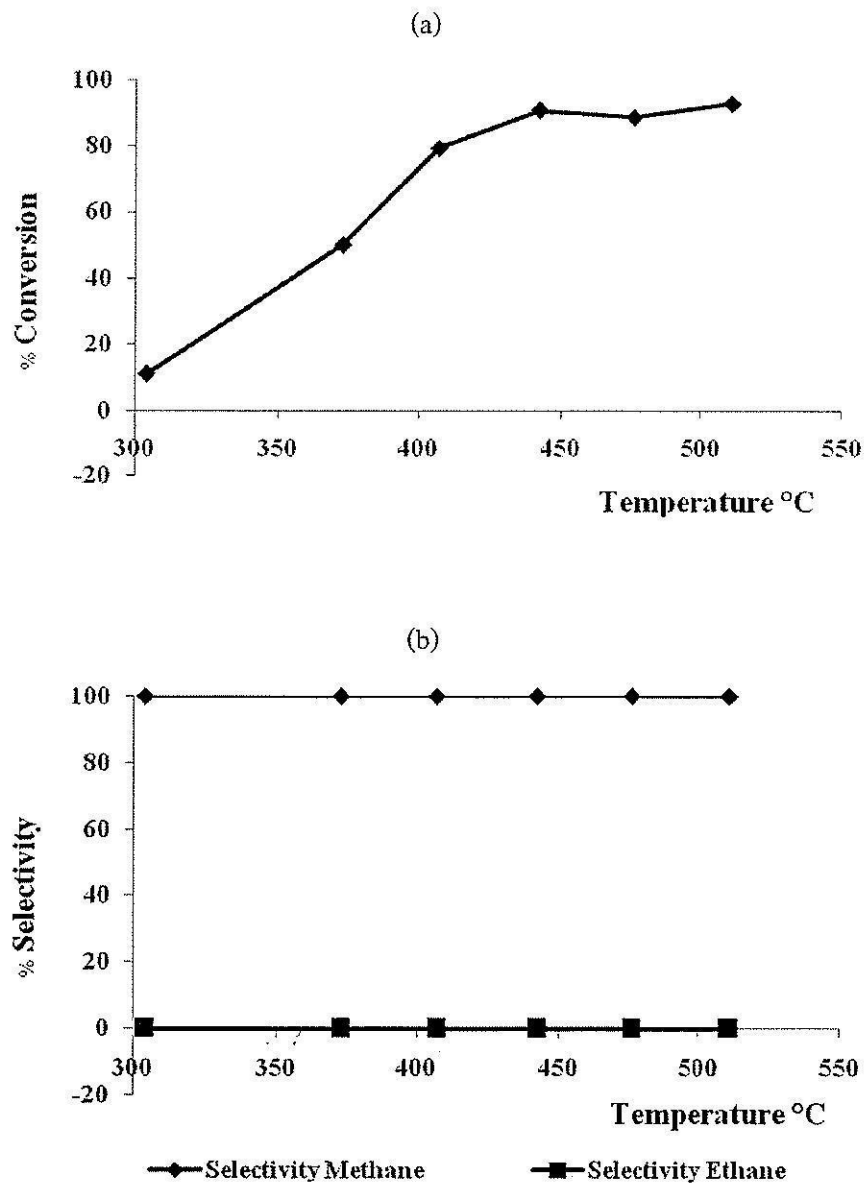 (a)
100
80
60
40
20
0
-20
% Conversion
300 350 400 450 500 550
Temperature °C
(b)
100
80
60
40
20
0
-20
% Selectivity
300 350 400 450 500 550
Temperature °C
Selectivity Methane Selectivity Ethane